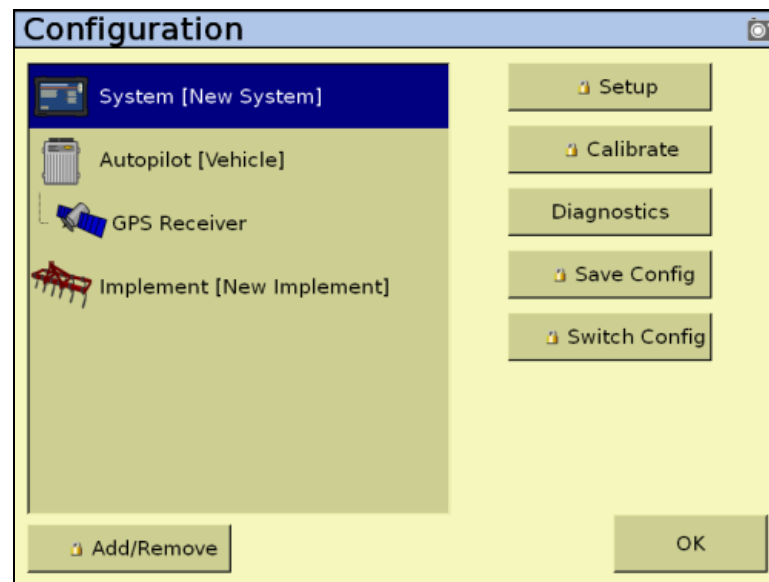 Configuration
System [New System]
Autopilot [Vehicle]
GPS Receiver
Implement [New Implement]
Setup
Calibrate
Diagnostics
Save Config
Switch Config
Add/Remove
OK